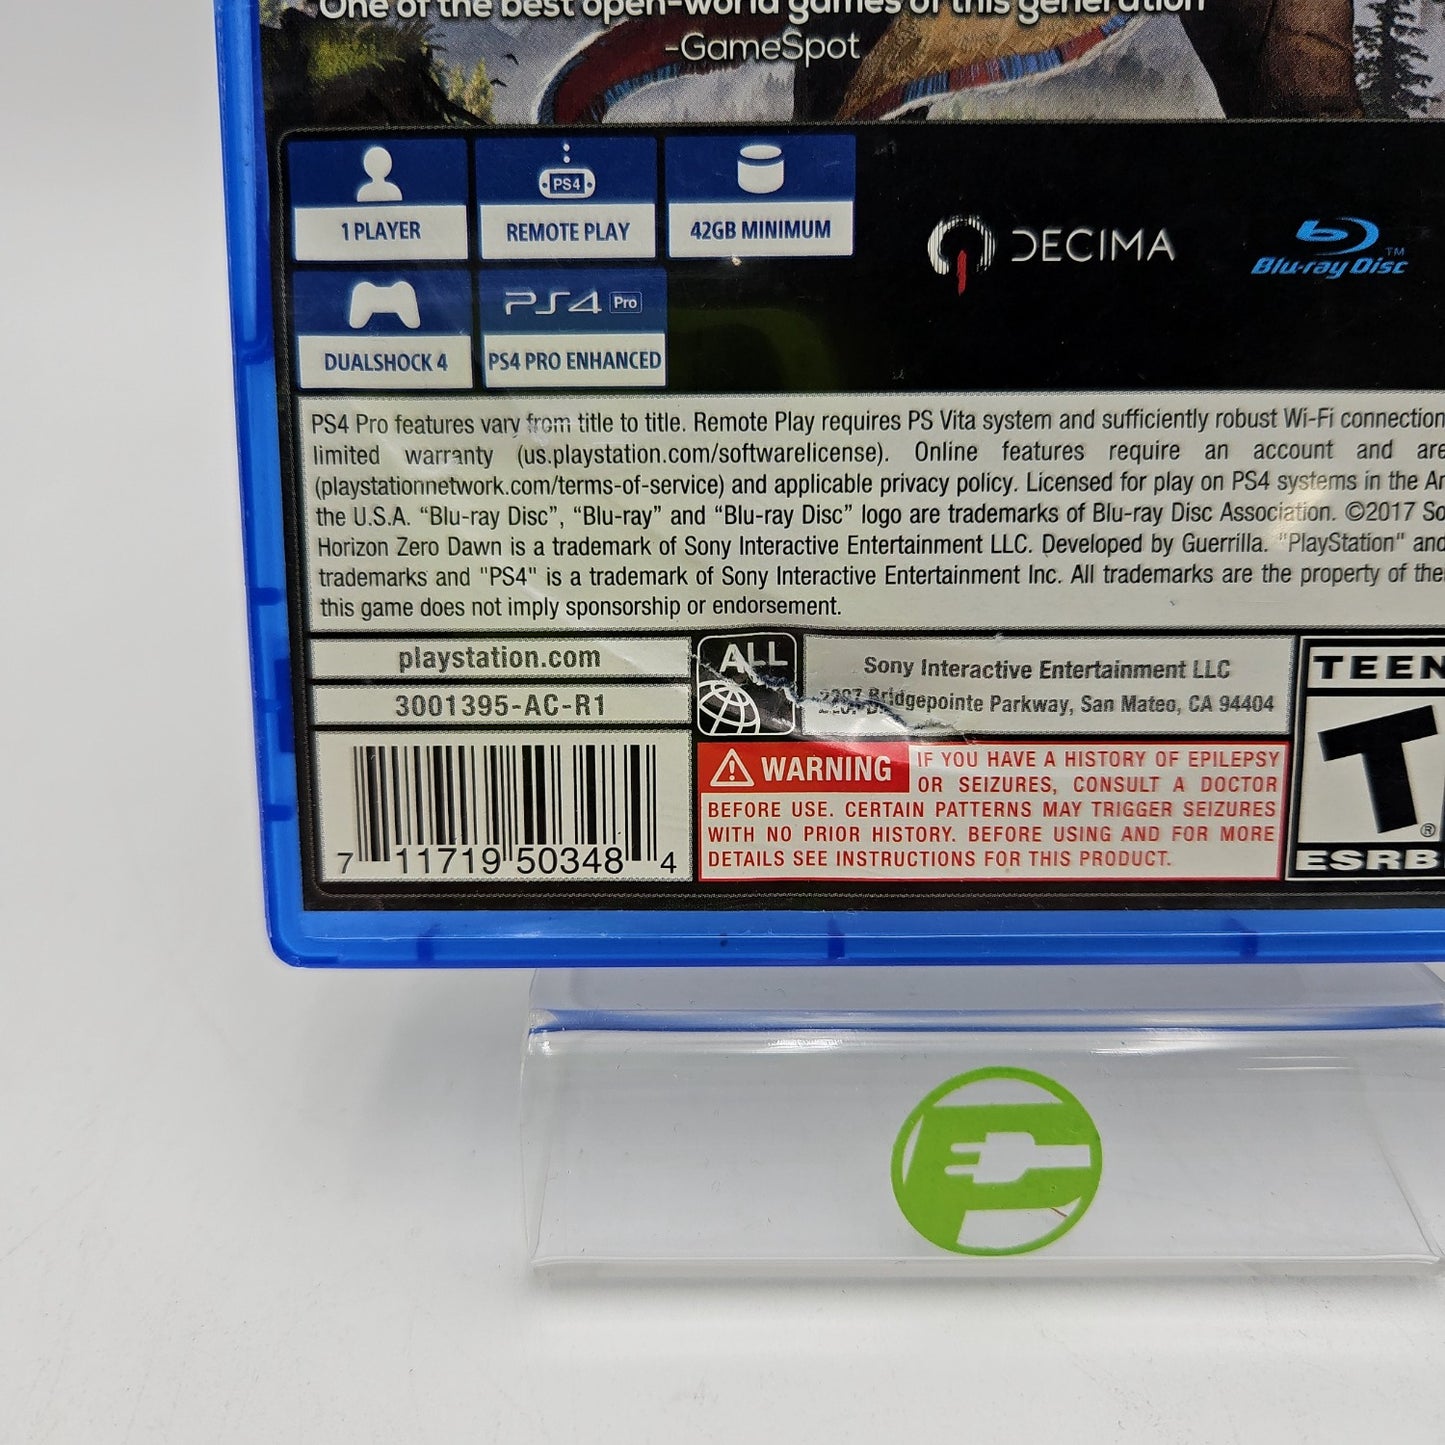 One of the best open-world games of this generation
-GameSpot
1 PLAYER
PS4
REMOTE PLAY
42GB MINIMUM
DECIMA
Blu-ray Disc™
DUALSHOCK 4
PS4 Pro
PS4 PRO ENHANCED
PS4 Pro features vary from title to title. Remote Play requires PS Vita system and sufficiently robust Wi-Fi connection
limited warranty (us.playstation.com/softwarelicense). Online features require an account and are
(playstationnetwork.com/terms-of-service) and applicable privacy policy. Licensed for play on PS4 systems in the
the U.S.A. “Blu-ray Disc”, “Blu-ray” and “Blu-ray Disc” logo are trademarks of Blu-ray Disc Association. ©2017
Horizon Zero Dawn is a trademark of Sony Interactive Entertainment LLC. Developed by Guerrilla. "PlayStation" and
trademarks and "PS4" is a trademark of Sony Interactive Entertainment Inc. All trademarks are the property of
this game does not imply sponsorship or endorsement.
playstation.com
3001395-AC-R1
ALL
Sony Interactive Entertainment LLC
Bridgepointe Parkway, San Mateo, CA 94404
7 11719 50348 4
WARNING IF YOU HAVE A HISTORY OF EPILEPSY
OR SEIZURES, CONSULT A DOCTOR
BEFORE USE. CERTAIN PATTERNS MAY TRIGGER SEIZURES
WITH NO PRIOR HISTORY. BEFORE USING AND FOR MORE
DETAILS SEE INSTRUCTIONS FOR THIS PRODUCT.
TEEN
T
®
ESRB